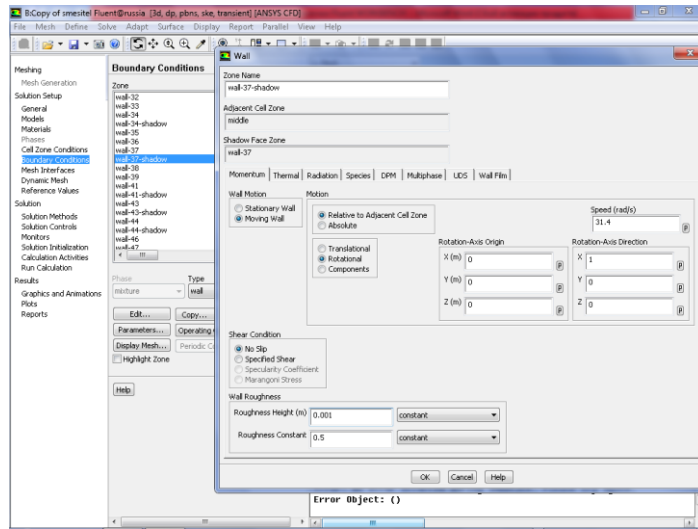 B:Copy of smesitel Fluent@russia [3d, dp, pbns, ske, transient] [ANSYS CFD]
File Mesh Define Solve Adapt Surface Display Report Parallel View Help
Meshing
Mesh Generation
Solution Setup
General
Models
Materials
Phases
Cell Zone Conditions
Boundary Conditions
Mesh Interfaces
Dynamic Mesh
Reference Values
Solution
Solution Methods
Solution Controls
Monitors
Solution Initialization
Calculation Activities
Run Calculation
Results
Graphics and Animations
Plots
Reports
Boundary Conditions
Zone
wall-32
wall-33
wall-34
wall-34-shadow
wall-35
wall-36
wall-37
wall-37-shadow
wall-38
wall-39
wall-41
wall-41-shadow
wall-43
wall-43-shadow
wall-44
wall-44-shadow
wall-46
wall-47
Phase Type
mixture wall
Edit... Copy...
Parameters... Operating
Display Mesh... Periodic Co
Highlight Zone
Help
Wall
Zone Name
wall-37-shadow
Adjacent Cell Zone
middle
Shadow Face Zone
wall-37
Momentum Thermal Radiation Species DPM Multiphase UDS Wall Film
Wall Motion
Stationary Wall
Moving Wall
Motion
Relative to Adjacent Cell Zone
Absolute
Translational
Rotational
Components
Speed (rad/s)
31.4 P
Rotation-Axis Origin
X (m) 0 P
Y (m) 0 P
Z (m) 0 P
Rotation-Axis Direction
X 1 P
Y 0 P
Z 0 P
Shear Condition
No Slip
Specified Shear
Specularity Coefficient
Marangoni Stress
Wall Roughness
Roughness Height (m) 0.001 constant
Roughness Constant 0.5 constant
OK Cancel Help
Error Object: ()